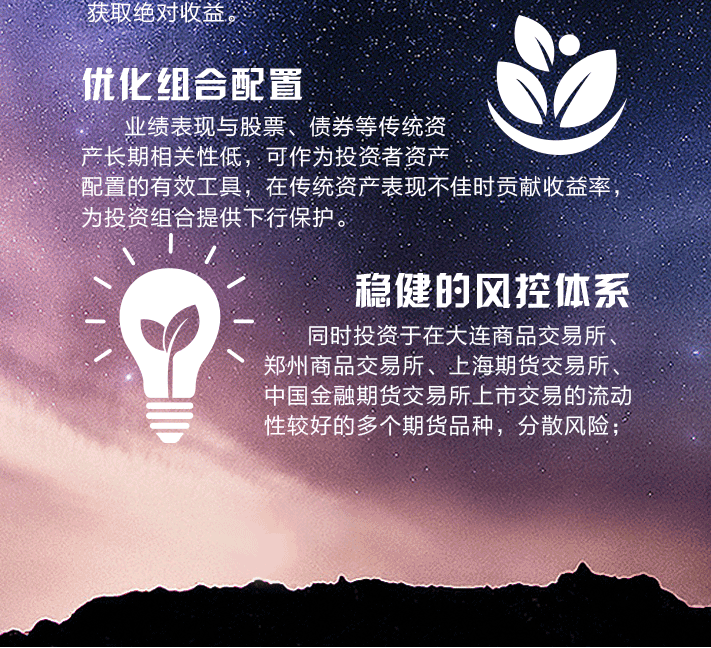 获取绝对收益。
优化组合配置
业绩表现与股票、债券等传统资
产长期相关性低，可作为投资者资产
配置的有效工具，在传统资产表现不佳时贡献收益率，
为投资组合提供下行保护。
稳健的风控体系
同时投资于在大连商品交易所、
郑州商品交易所、上海期货交易所、
中国金融期货交易所上市交易的流动
性较好的多个期货品种，分散风险；